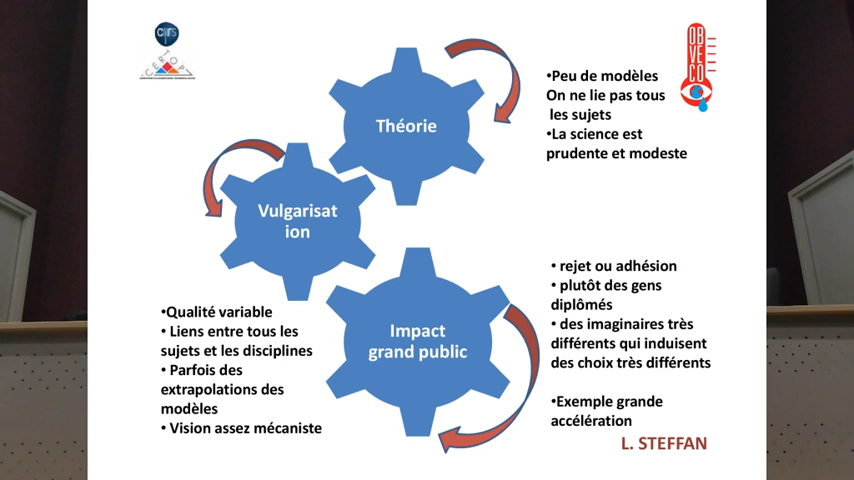 cnrs
CERTOP
OBVECO
Théorie
•Peu de modèles
On ne lie pas tous
les sujets
•La science est
prudente et modeste
Vulgarisat
ion
•Qualité variable
• Liens entre tous les
sujets et les disciplines
• Parfois des
extrapolations des
modèles
• Vision assez mécaniste
Impact
grand public
• rejet ou adhésion
• plutôt des gens
diplômés
• des imaginaires très
différents qui induisent
des choix très différents
•Exemple grande
accélération
L. STEFFAN